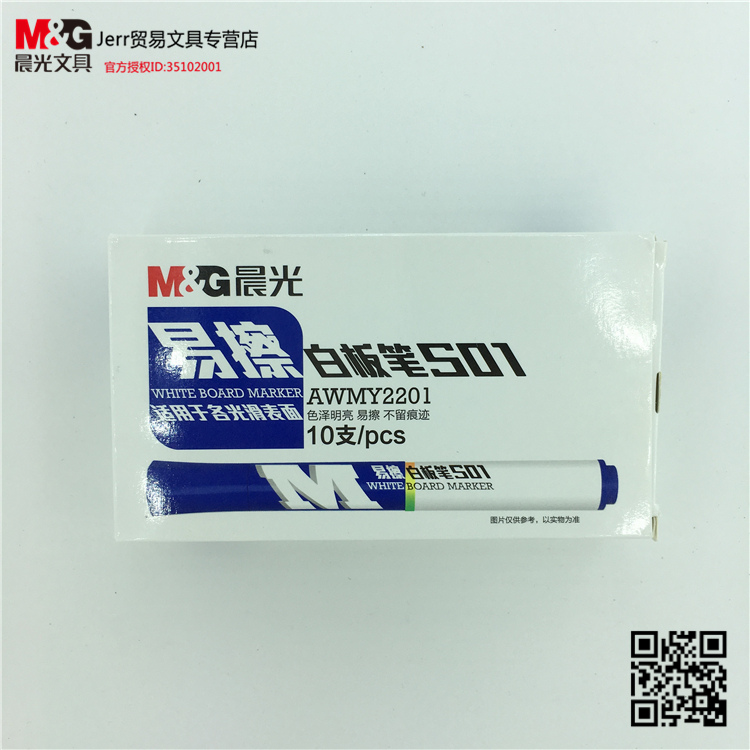 M&G Jerr贸易文具专营店
晨光文具 官方授权ID:35102001
M&G晨光
易擦 白板笔S01
WHITE BOARD MARKER
AWMY2201
适用于各光滑表面
色泽明亮 易擦 不留痕迹
10支/pcs
M 易擦 白板笔S01
WHITE BOARD MARKER
图片仅供参考，以实物为准